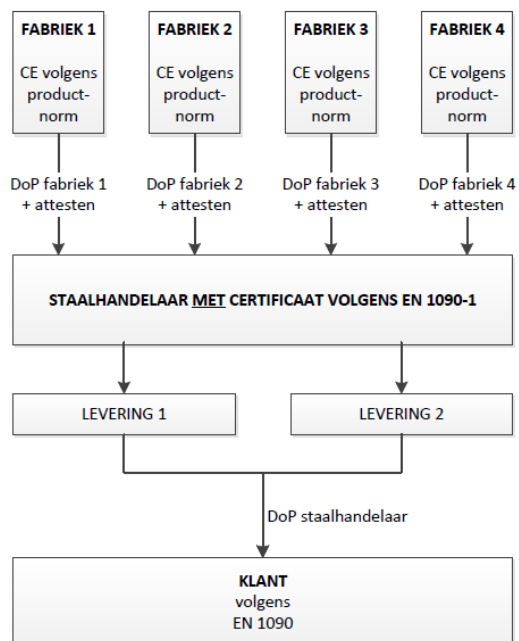 FABRIEK 1
CE volgens
product-
norm
FABRIEK 2
CE volgens
product-
norm
FABRIEK 3
CE volgens
product-
norm
FABRIEK 4
CE volgens
product-
norm
DoP fabriek 1
+ attesten
DoP fabriek 2
+ attesten
DoP fabriek 3
+ attesten
DoP fabriek 4
+ attesten
STAALHANDELAAR MET CERTIFICAAT VOLGENS EN 1090-1
LEVERING 1
LEVERING 2
DoP staalhandelaar
KLANT
volgens
EN 1090